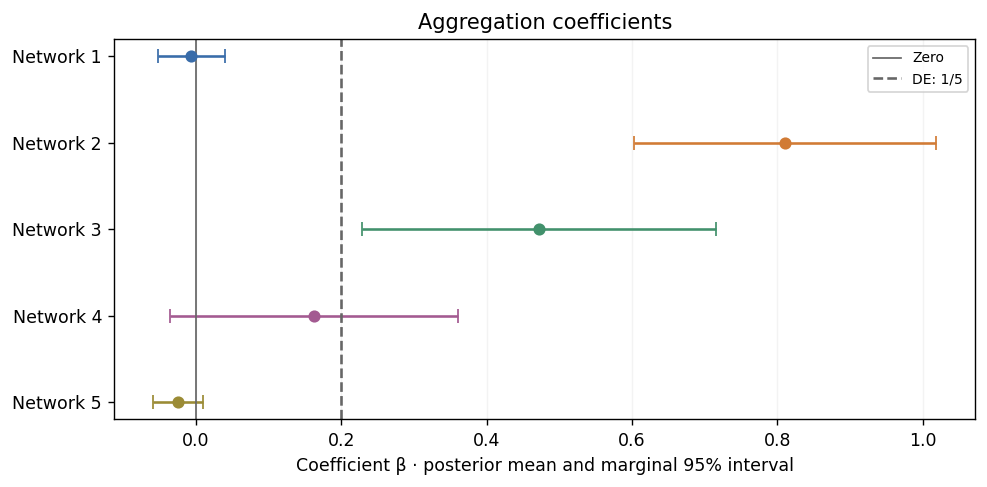 Aggregation coefficients
Network 1
Network 2
Network 3
Network 4
Network 5
Zero
DE: 1/5
0.0 0.2 0.4 0.6 0.8 1.0
Coefficient β · posterior mean and marginal 95% interval